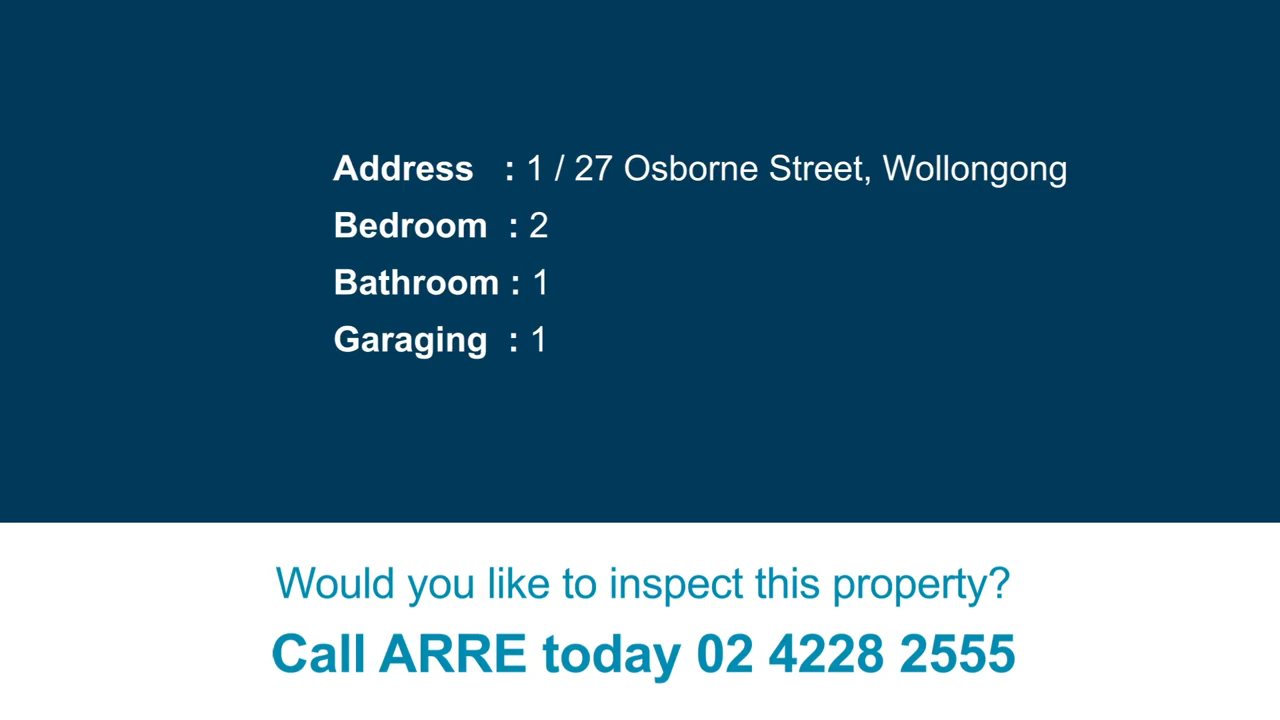 Address : 1 / 27 Osborne Street, Wollongong
Bedroom : 2
Bathroom : 1
Garaging : 1
Would you like to inspect this property?
Call ARRE today 02 4228 2555